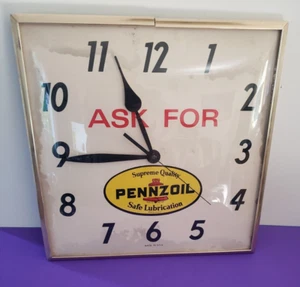 11 12 1
10 2
ASK FOR
9 3
Supreme Quality
PENNZOIL
Safe Lubrication
8 4
7 6 5